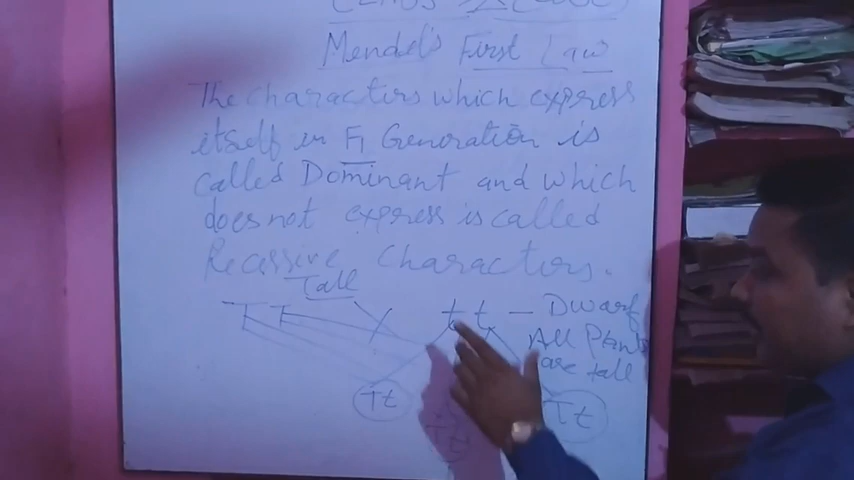 Mendel's First Law
The characters which express
itself in F1 Generation is
called Dominant and which
does not express is called
Recessive Characters.
Tall
TT × tt — Dwarf
All Plants
are tall
Tt Tt